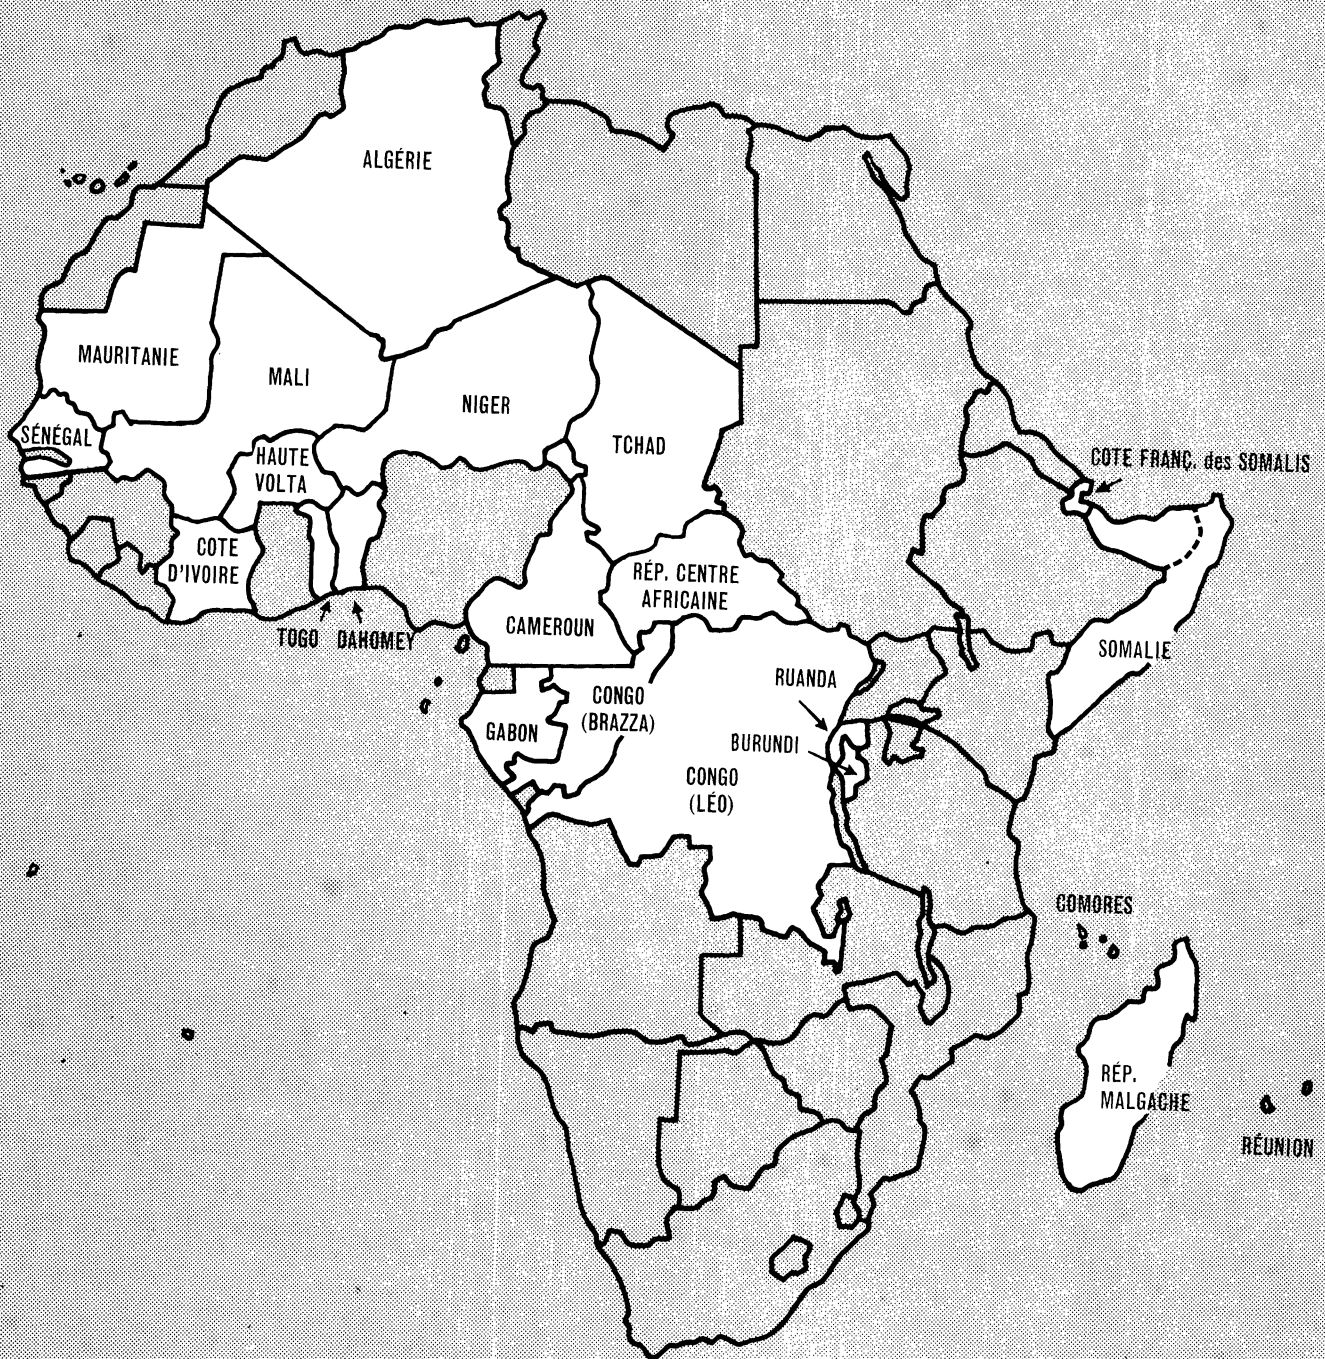 ALGÉRIE
MAURITANIE
MALI
NIGER
TCHAD
SÉNÉGAL
HAUTE
VOLTA
COTE FRANÇ. des SOMALIS
COTE
D'IVOIRE
RÉP. CENTRE
AFRICAINE
TOGO
DAHOMEY
CAMEROUN
SOMALIE
RUANDA
CONGO
(BRAZZA)
GABON
BURUNDI
CONGO
(LÉO)
COMORES
RÉP.
MALGACHE
RÉUNION